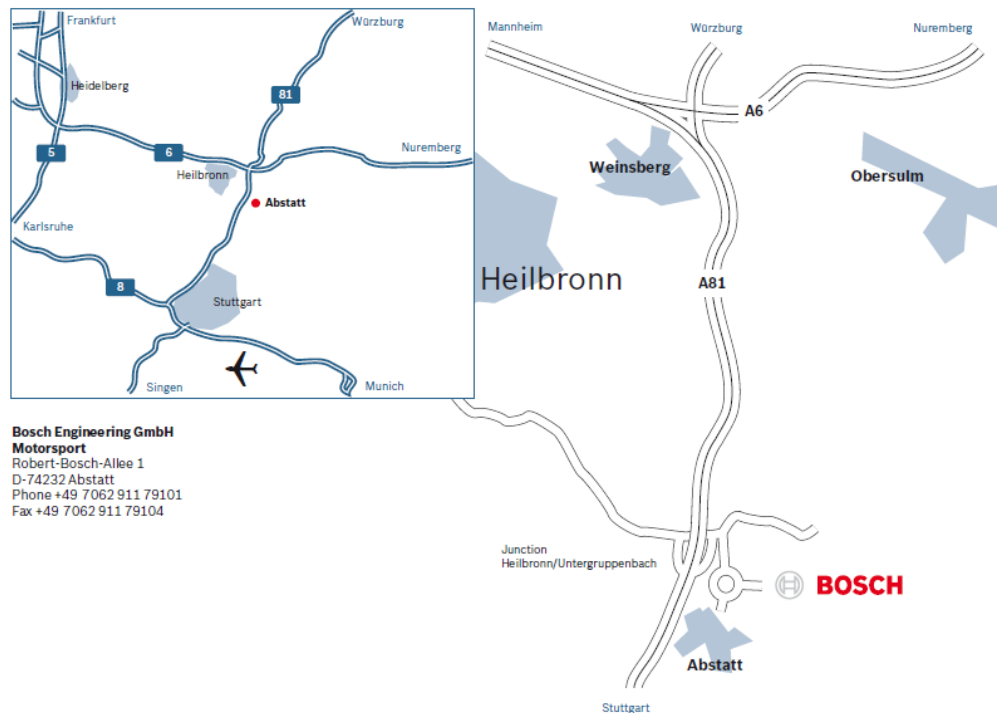 Frankfurt
Würzburg
Heidelberg
81
5
6
Nuremberg
Heilbronn
Abstatt
Karlsruhe
8
Stuttgart
Singen
Munich
Mannheim
Würzburg
Nuremberg
A6
Weinsberg
Obersulm
Heilbronn
A81
Bosch Engineering GmbH
Motorsport
Robert-Bosch-Allee 1
D-74232 Abstatt
Phone +49 7062 911 79101
Fax +49 7062 911 79104
Junction
Heilbronn/Untergruppenbach
BOSCH
Abstatt
Stuttgart